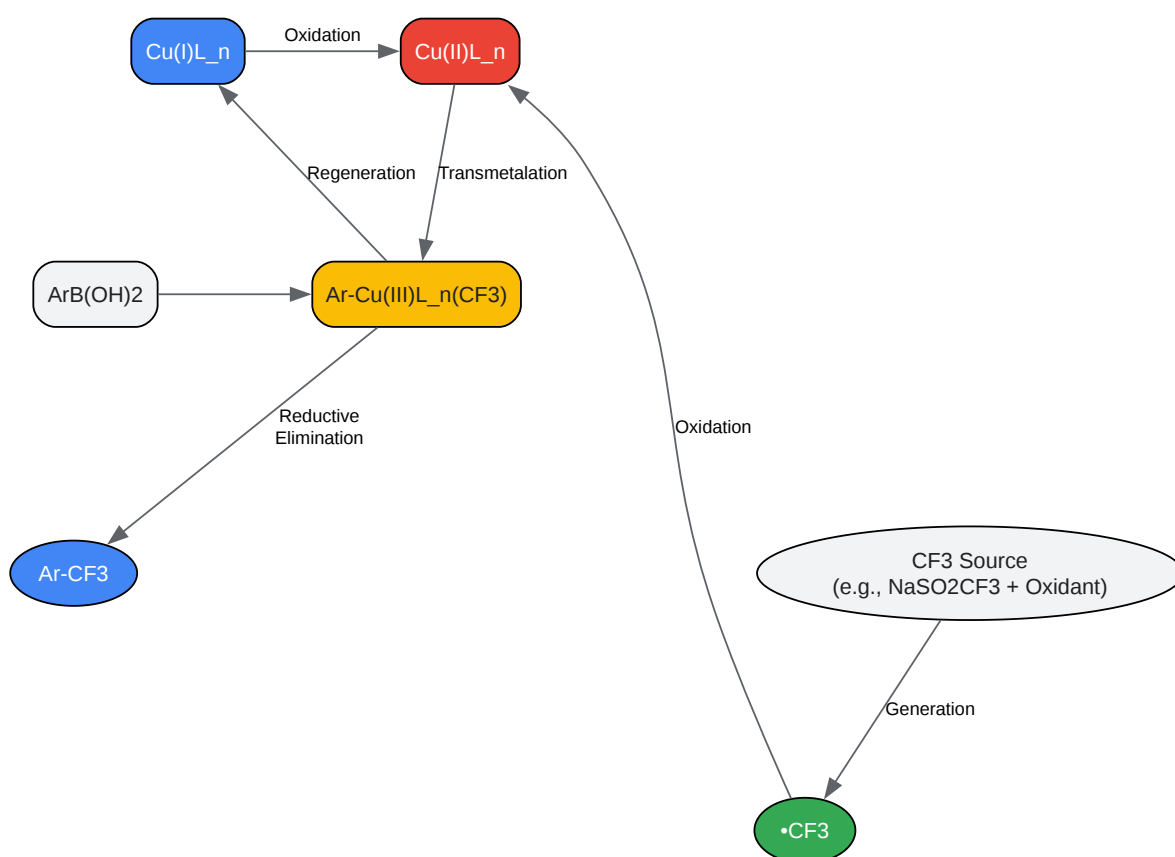 Cu(I)L_n
Oxidation
Cu(II)L_n
Regeneration
Transmetalation
ArB(OH)2
Ar-Cu(III)L_n(CF3)
Reductive
Elimination
Oxidation
Ar-CF3
CF3 Source
(e.g., NaSO2CF3 + Oxidant)
Generation
•CF3